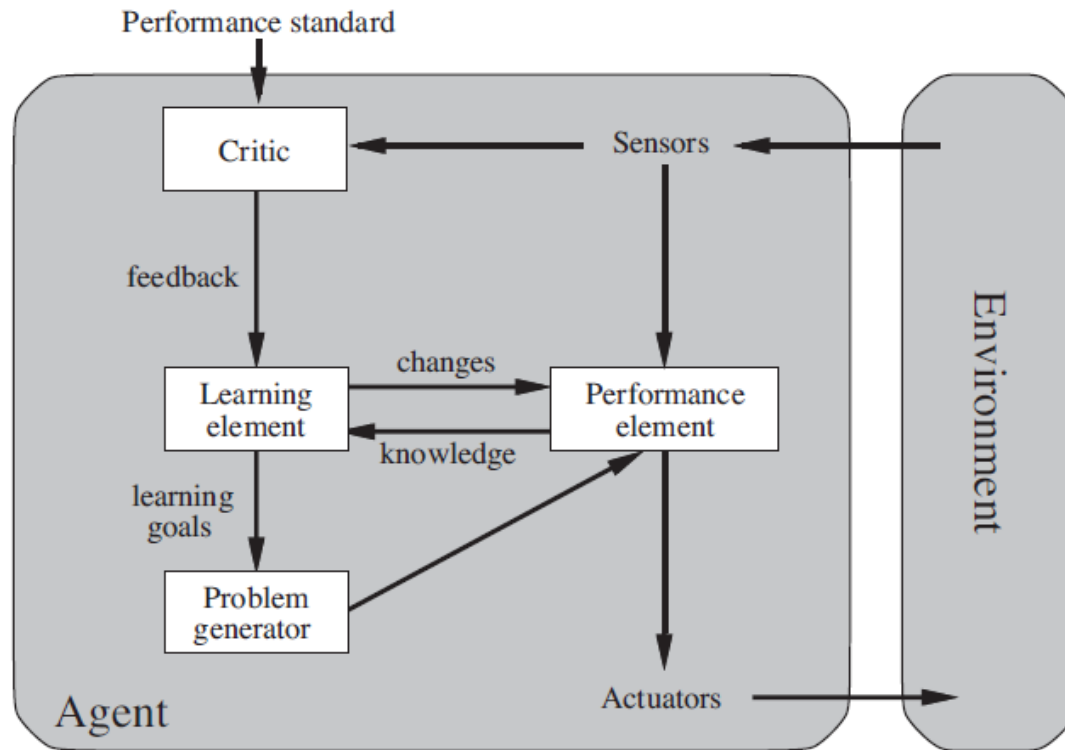 Performance standard
Critic
Sensors
feedback
changes
Learning
element
Performance
element
knowledge
learning
goals
Problem
generator
Agent
Actuators
Environment